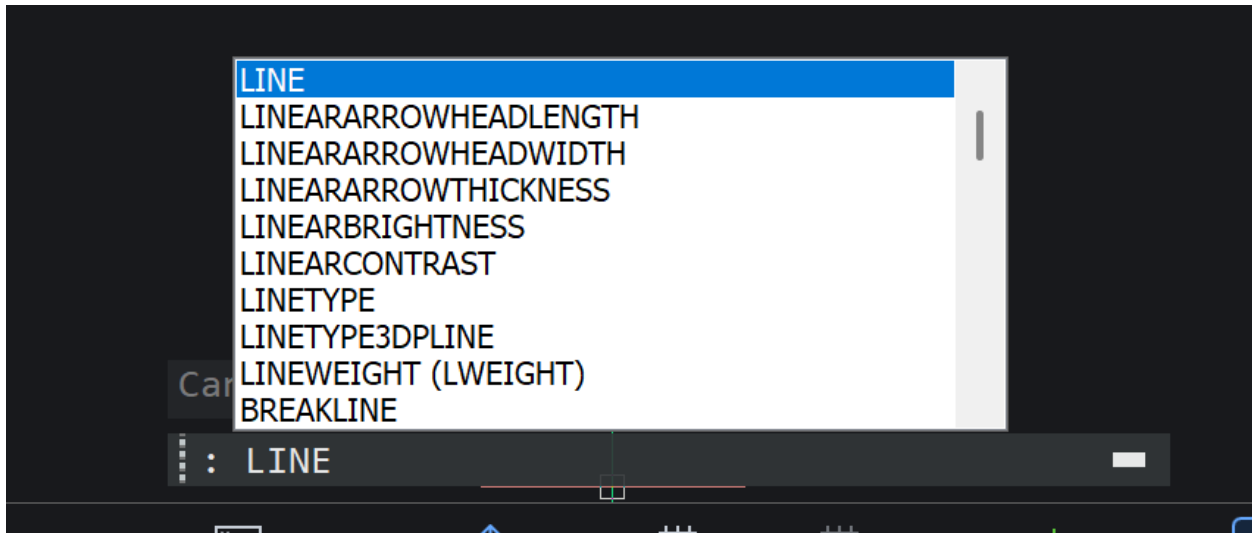 LINE
LINEARARROWHEADLENGTH
LINEARARROWHEADWIDTH
LINEARARROWTHICKNESS
LINEARBRIGHTNESS
LINEARCONTRAST
LINETYPE
LINETYPE3DPLINE
LINEWEIGHT (LWEIGHT)
BREAKLINE
: LINE